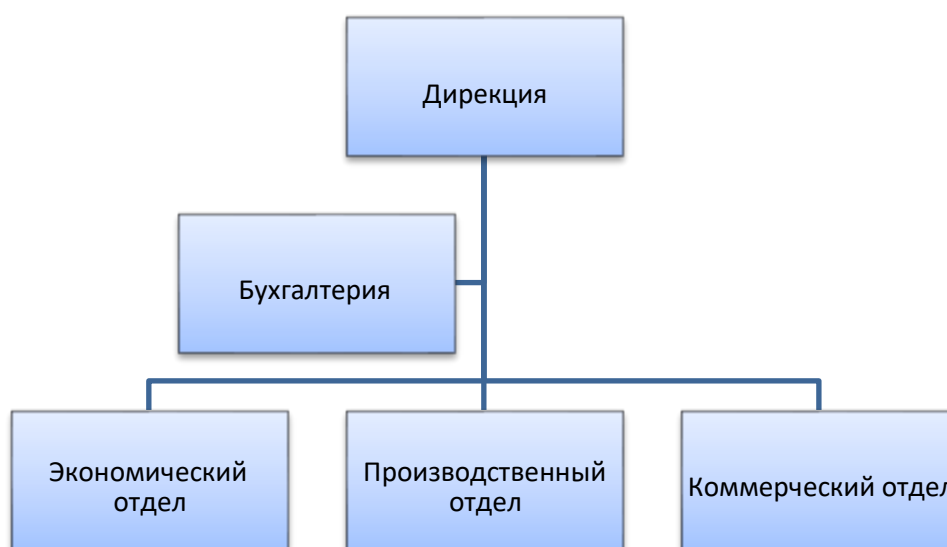 Дирекция
Бухгалтерия
Экономический
отдел
Производственный
отдел
Коммерческий отдел